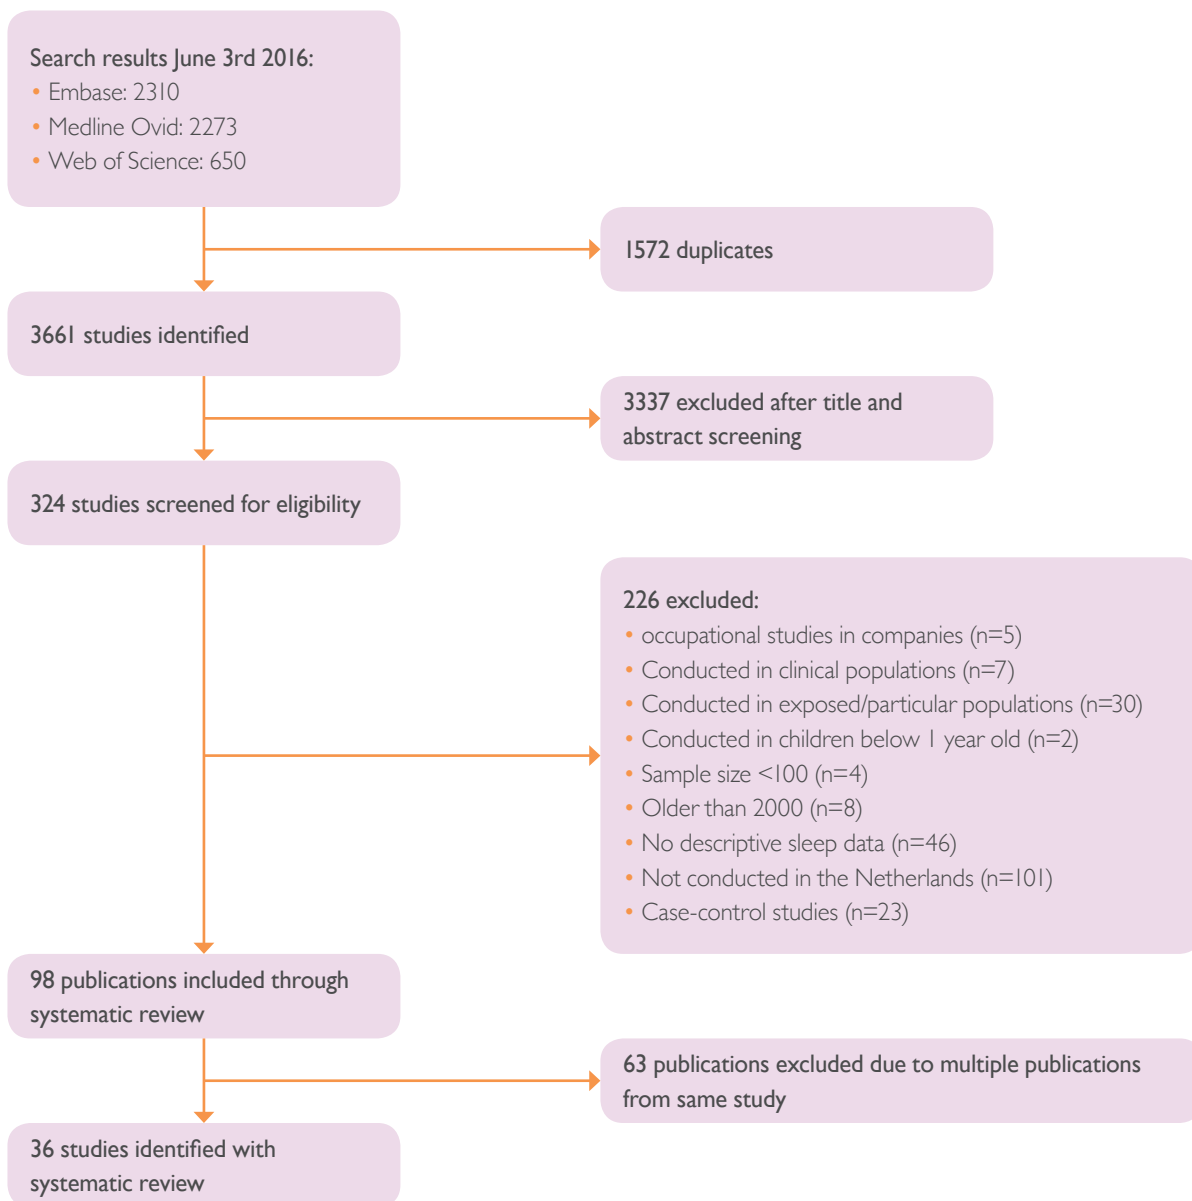 Search results June 3rd 2016:
• Embase: 2310
• Medline Ovid: 2273
• Web of Science: 650
1572 duplicates
3661 studies identified
3337 excluded after title and
abstract screening
324 studies screened for eligibility
226 excluded:
• occupational studies in companies (n=5)
• Conducted in clinical populations (n=7)
• Conducted in exposed/particular populations (n=30)
• Conducted in children below 1 year old (n=2)
• Sample size <100 (n=4)
• Older than 2000 (n=8)
• No descriptive sleep data (n=46)
• Not conducted in the Netherlands (n=101)
• Case-control studies (n=23)
98 publications included through
systematic review
63 publications excluded due to multiple publications
from same study
36 studies identified with
systematic review